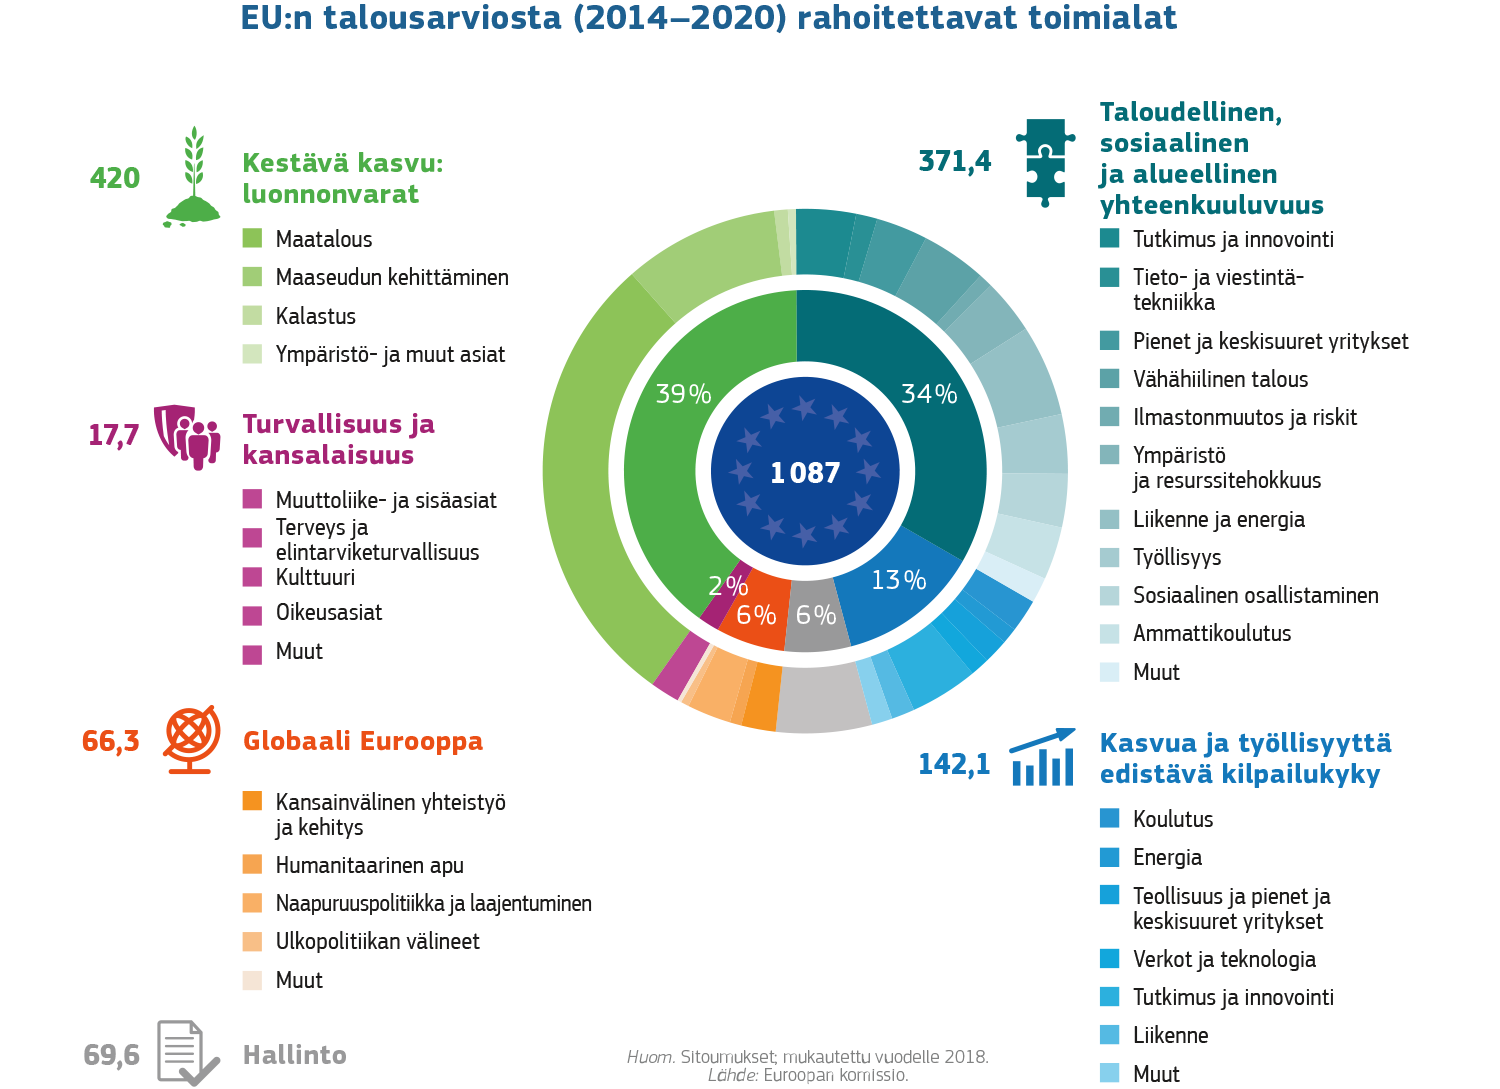 EU:n talousarviosta (2014–2020) rahoitettavat toimialat
420
Kestävä kasvu:
luonnonvarat
Maatalous
Maaseudun kehittäminen
Kalastus
Ympäristö- ja muut asiat
17,7
Turvallisuus ja
kansalaisuus
Muuttoliike- ja sisäasiat
Terveys ja
elintarviketurvallisuus
Kulttuuri
Oikeusasiat
Muut
66,3
Globaali Eurooppa
Kansainvälinen yhteistyö
ja kehitys
Humanitaarinen apu
Naapuruuspolitiikka ja laajentuminen
Ulkopolitiikan välineet
Muut
69,6
Hallinto
39%
34%
1 087
2%
6%
6%
13%
371,4
Taloudellinen,
sosiaalinen
ja alueellinen
yhteenkuuluvuus
Tutkimus ja innovointi
Tieto- ja viestintä-
tekniikka
Pienet ja keskisuuret yritykset
Vähähiilinen talous
Ilmastonmuutos ja riskit
Ympäristö
ja resurssitehokkuus
Liikenne ja energia
Työllisyys
Sosiaalinen osallistaminen
Ammattikoulutus
Muut
142,1
Kasvua ja työllisyyttä
edistävä kilpailukyky
Koulutus
Energia
Teollisuus ja pienet ja
keskisuuret yritykset
Verkot ja teknologia
Tutkimus ja innovointi
Liikenne
Muut
Huom. Sitoumukset; mukautettu vuodelle 2018.
Lähde: Euroopan komissio.